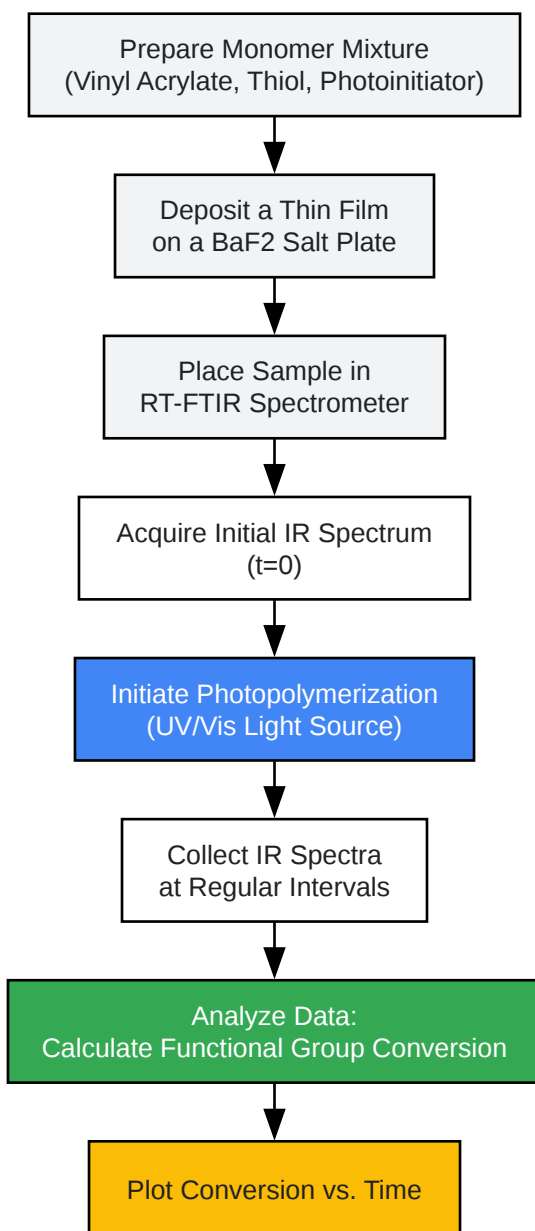 Prepare Monomer Mixture
(Vinyl Acrylate, Thiol, Photoinitiator)
Deposit a Thin Film
on a BaF2 Salt Plate
Place Sample in
RT-FTIR Spectrometer
Acquire Initial IR Spectrum
(t=0)
Initiate Photopolymerization
(UV/Vis Light Source)
Collect IR Spectra
at Regular Intervals
Analyze Data:
Calculate Functional Group Conversion
Plot Conversion vs. Time